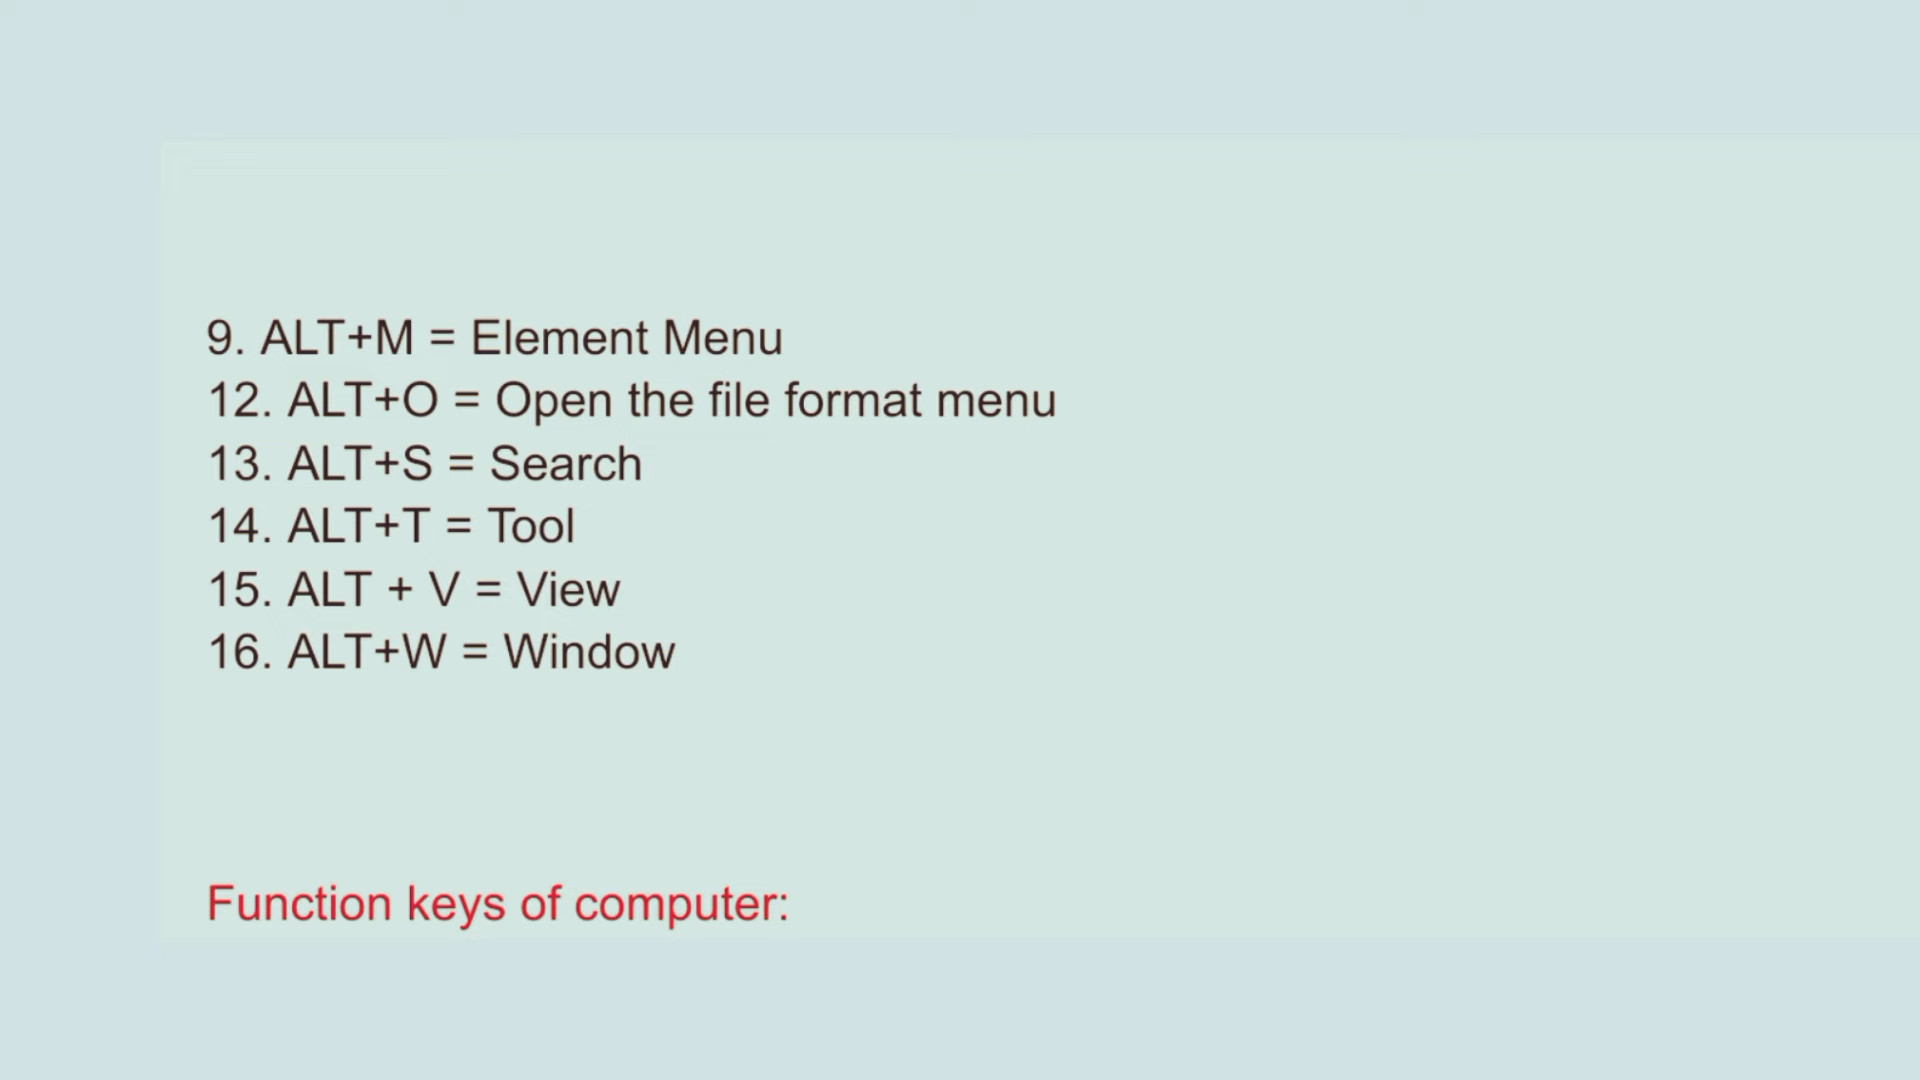 9. ALT+M = Element Menu
12. ALT+O = Open the file format menu
13. ALT+S = Search
14. ALT+T = Tool
15. ALT + V = View
16. ALT+W = Window
Function keys of computer: